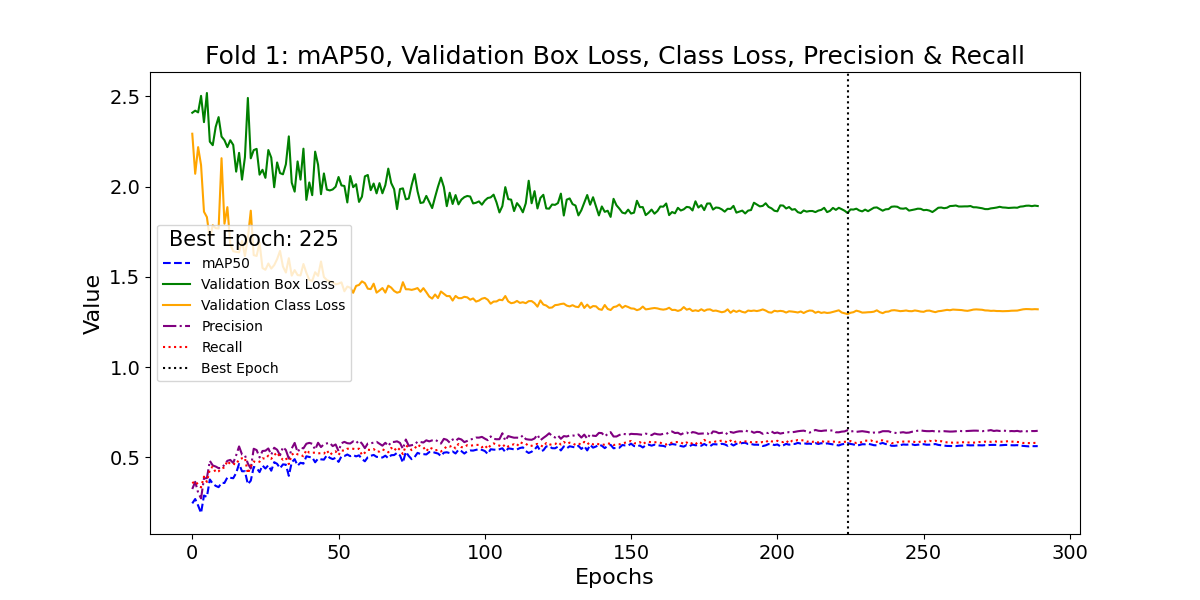 Fold 1: mAP50, Validation Box Loss, Class Loss, Precision & Recall
2.5
2.0
1.5
1.0
0.5
Value
Best Epoch: 225
mAP50
Validation Box Loss
Validation Class Loss
Precision
Recall
Best Epoch
0
50
100
150
200
250
300
Epochs